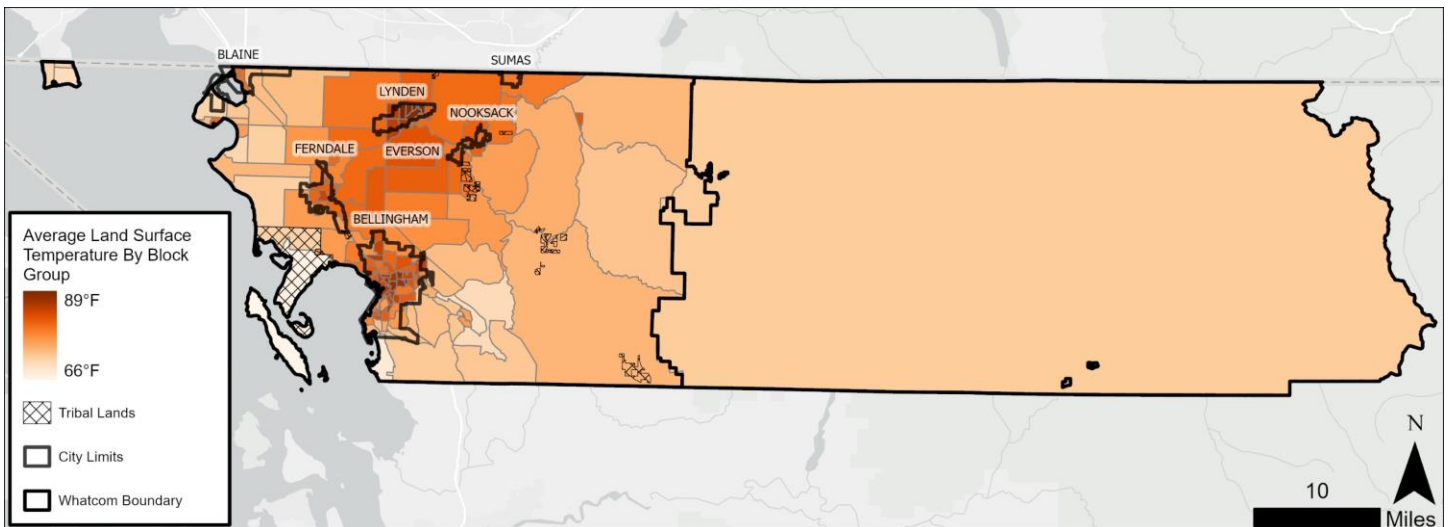 BLAINE
SUMAS
LYNDEN
NOOKSACK
FERNDALE
EVERSON
BELLINGHAM
Average Land Surface
Temperature By Block
Group
89°F
66°F
Tribal Lands
City Limits
Whatcom Boundary
N
10
Miles